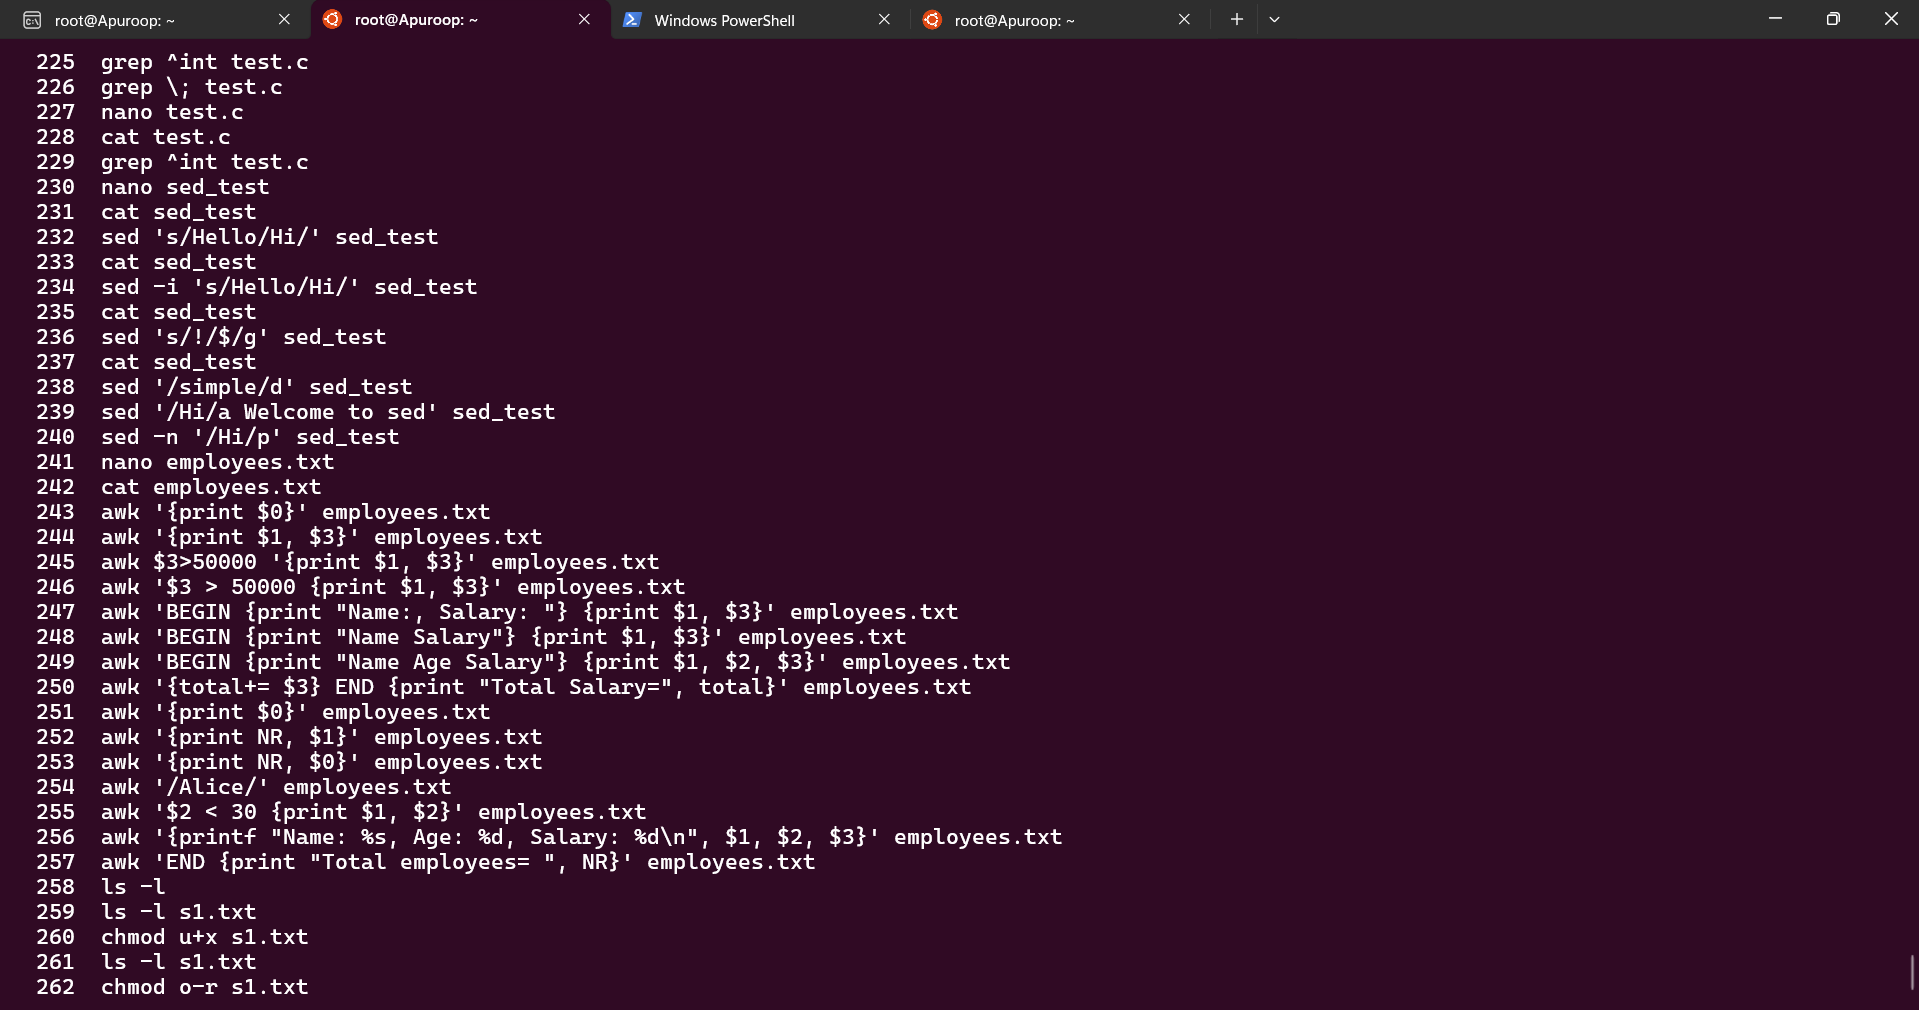 root@Apuroop: ~
root@Apuroop: ~
Windows PowerShell
root@Apuroop: ~
225 grep ^int test.c
226 grep \; test.c
227 nano test.c
228 cat test.c
229 grep ^int test.c
230 nano sed_test
231 cat sed_test
232 sed 's/Hello/Hi/' sed_test
233 cat sed_test
234 sed -i 's/Hello/Hi/' sed_test
235 cat sed_test
236 sed 's/!/$/g' sed_test
237 cat sed_test
238 sed '/simple/d' sed_test
239 sed '/Hi/a Welcome to sed' sed_test
240 sed -n '/Hi/p' sed_test
241 nano employees.txt
242 cat employees.txt
243 awk '{print $0}' employees.txt
244 awk '{print $1, $3}' employees.txt
245 awk $3>50000 '{print $1, $3}' employees.txt
246 awk '$3 > 50000 {print $1, $3}' employees.txt
247 awk 'BEGIN {print "Name:, Salary: "} {print $1, $3}' employees.txt
248 awk 'BEGIN {print "Name Salary"} {print $1, $3}' employees.txt
249 awk 'BEGIN {print "Name Age Salary"} {print $1, $2, $3}' employees.txt
250 awk '{total+= $3} END {print "Total Salary=", total}' employees.txt
251 awk '{print $0}' employees.txt
252 awk '{print NR, $1}' employees.txt
253 awk '{print NR, $0}' employees.txt
254 awk '/Alice/' employees.txt
255 awk '$2 < 30 {print $1, $2}' employees.txt
256 awk '{printf "Name: %s, Age: %d, Salary: %d\n", $1, $2, $3}' employees.txt
257 awk 'END {print "Total employees= ", NR}' employees.txt
258 ls -l
259 ls -l s1.txt
260 chmod u+x s1.txt
261 ls -l s1.txt
262 chmod o-r s1.txt